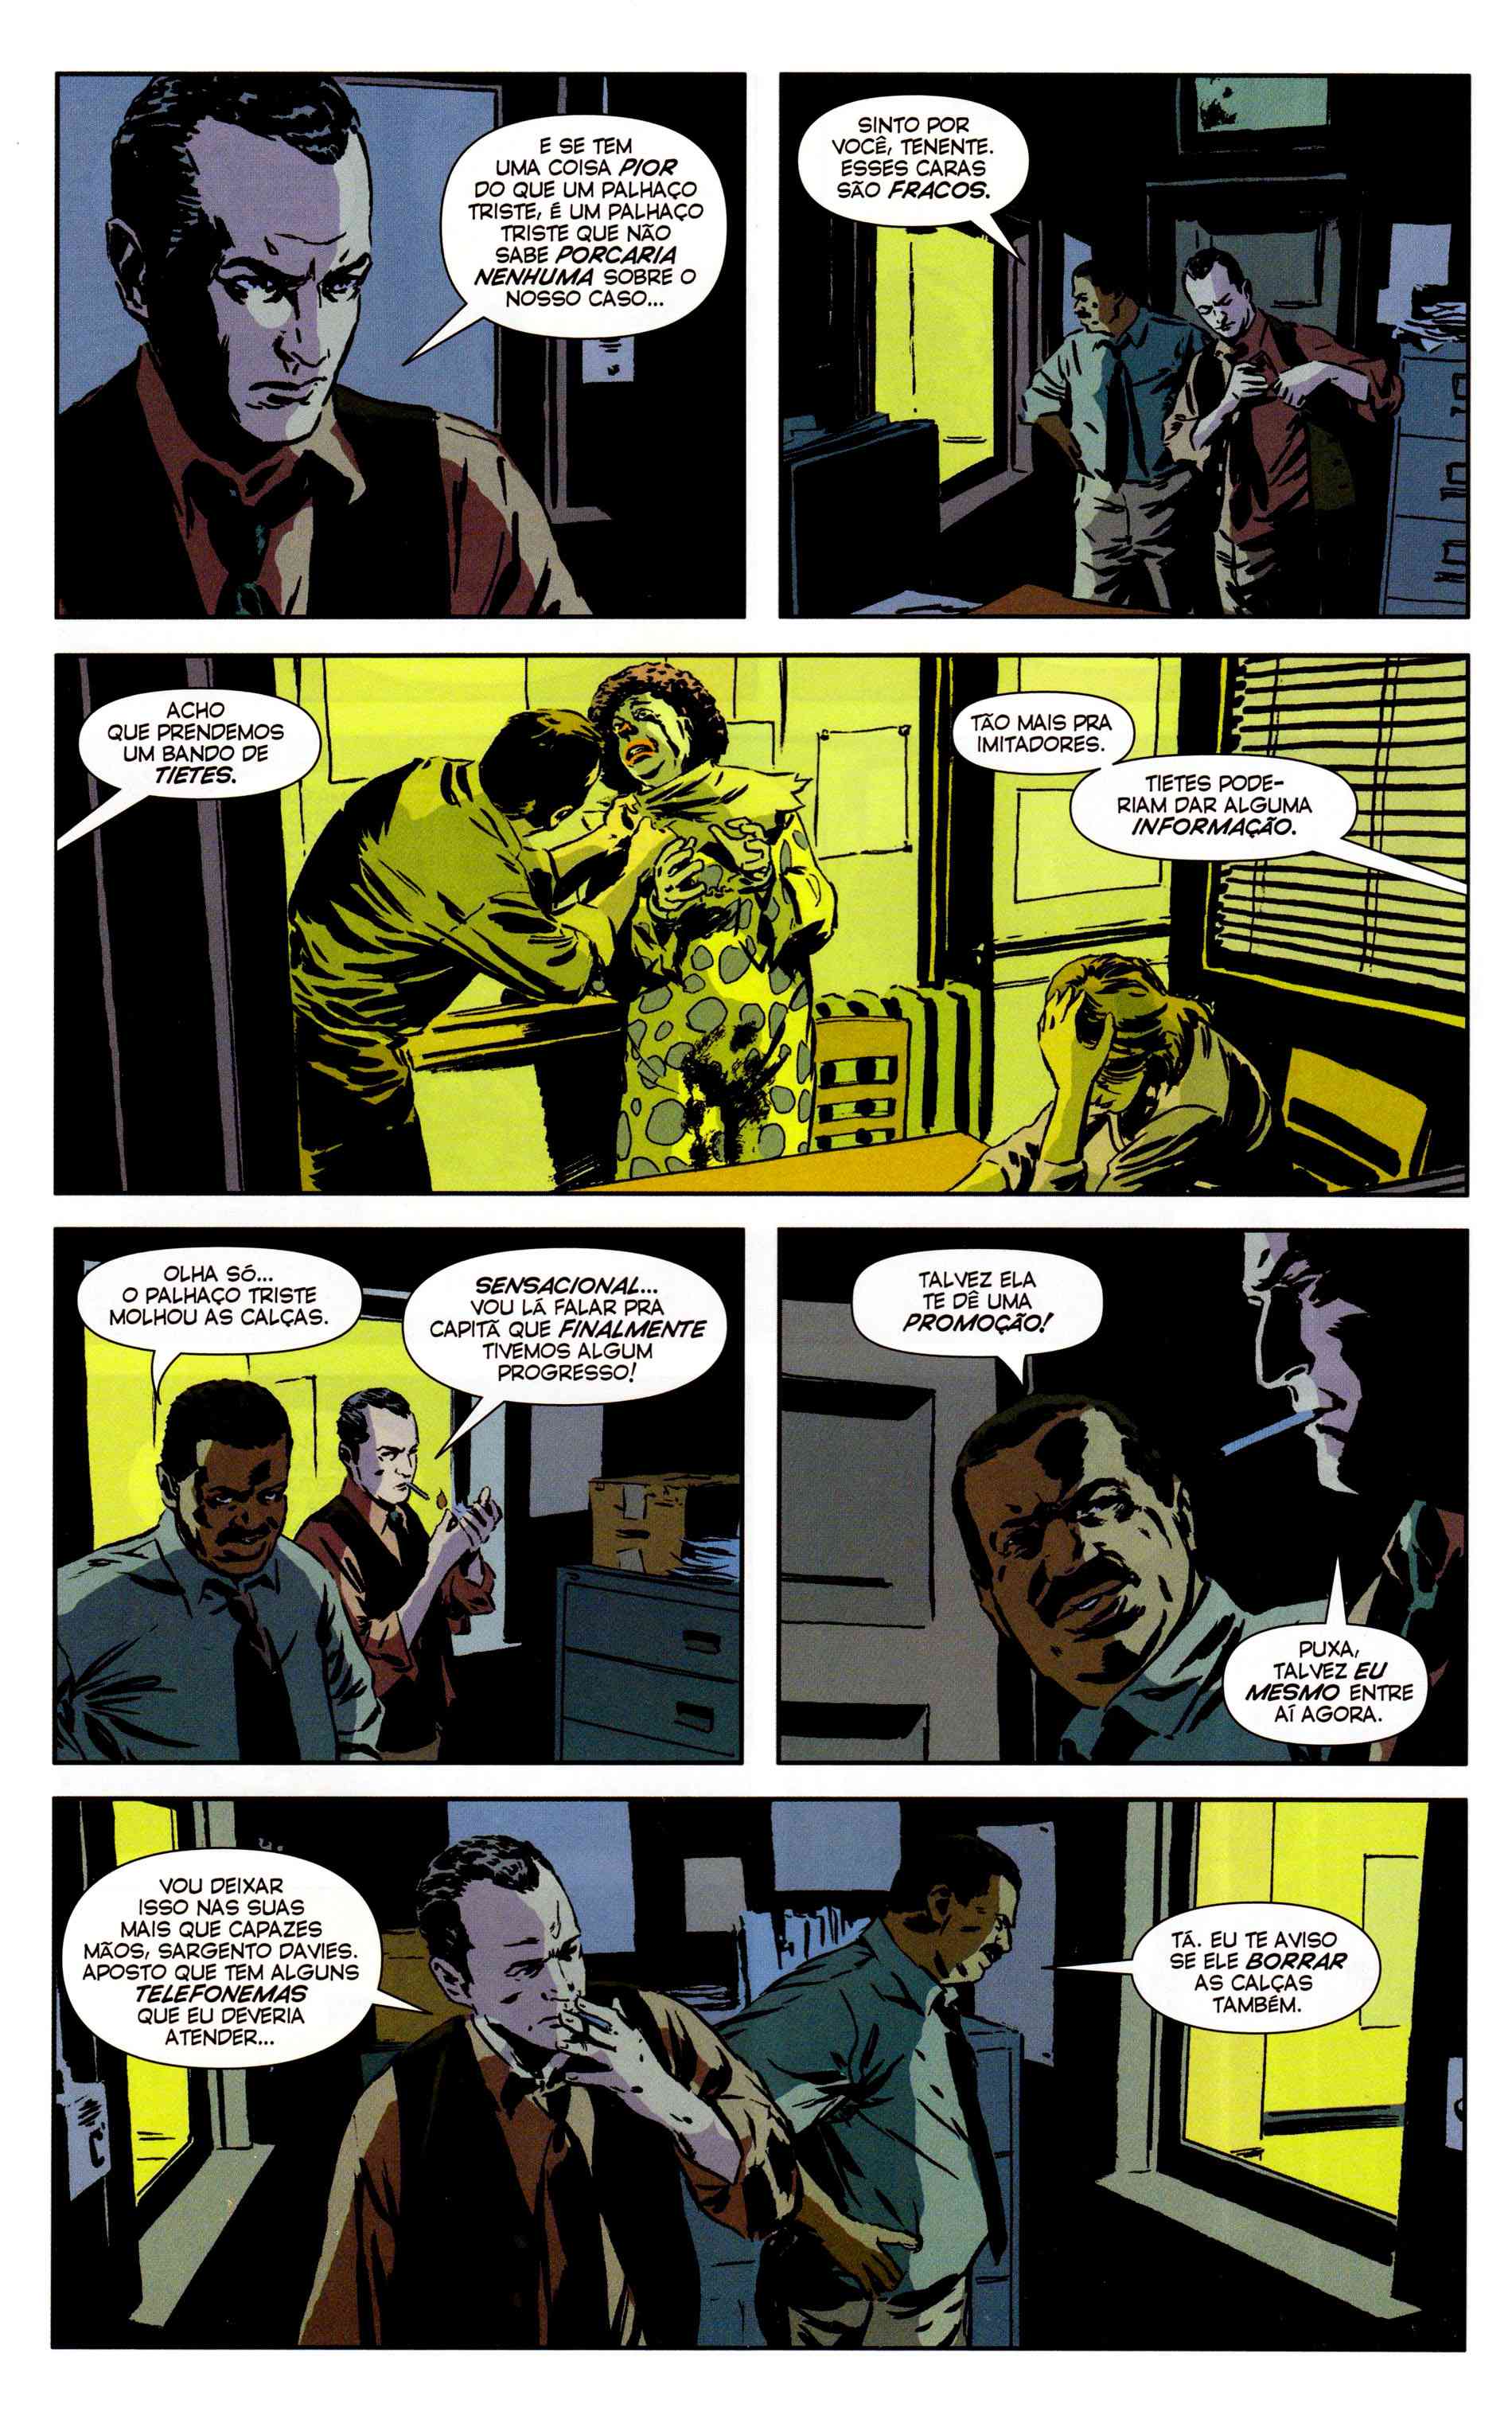 E SE TEM
UMA COISA PIOR
DO QUE UM PALHAÇO
TRISTE, É UM PALHAÇO
TRISTE QUE NÃO
SABE PORCARIA
NENHUMA SOBRE O
NOSSO CASO...
SINTO POR
VOCÊ, TENENTE.
ESSES CARAS
SÃO FRACOS.
ACHO
QUE PRENDEMOS
UM BANDO DE
TIETES.
TÃO MAIS PRA
IMITADORES.
TIETES PODE-
RIAM DAR ALGUMA
INFORMAÇÃO.
OLHA SÓ...
O PALHAÇO TRISTE
MOLHOU AS CALÇAS.
SENSACIONAL...
VOU LÁ FALAR PRA
CAPITÃ QUE FINALMENTE
TIVEMOS ALGUM
PROGRESSO!
TALVEZ ELA
TE DÊ UMA
PROMOÇÃO!
PUXA,
TALVEZ EU
MESMO ENTRE
AÍ AGORA.
VOU DEIXAR
ISSO NAS SUAS
MAIS QUE CAPAZES
MÃOS, SARGENTO DAVIES.
APOSTO QUE TEM ALGUNS
TELEFONEMAS
QUE EU DEVERIA
ATENDER...
TÁ. EU TE AVISO
SE ELE BORRAR
AS CALÇAS
TAMBÉM.